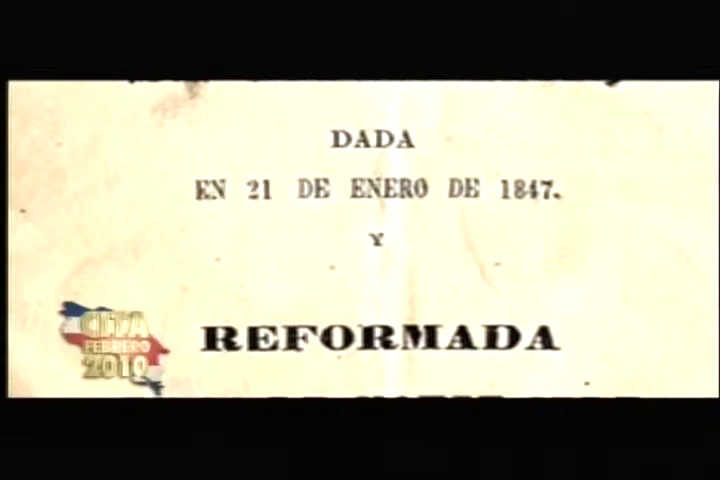 DADA
EN 21 DE ENERO DE 1847.
Y
REFORMADA
CITA
FEBRERO
2010